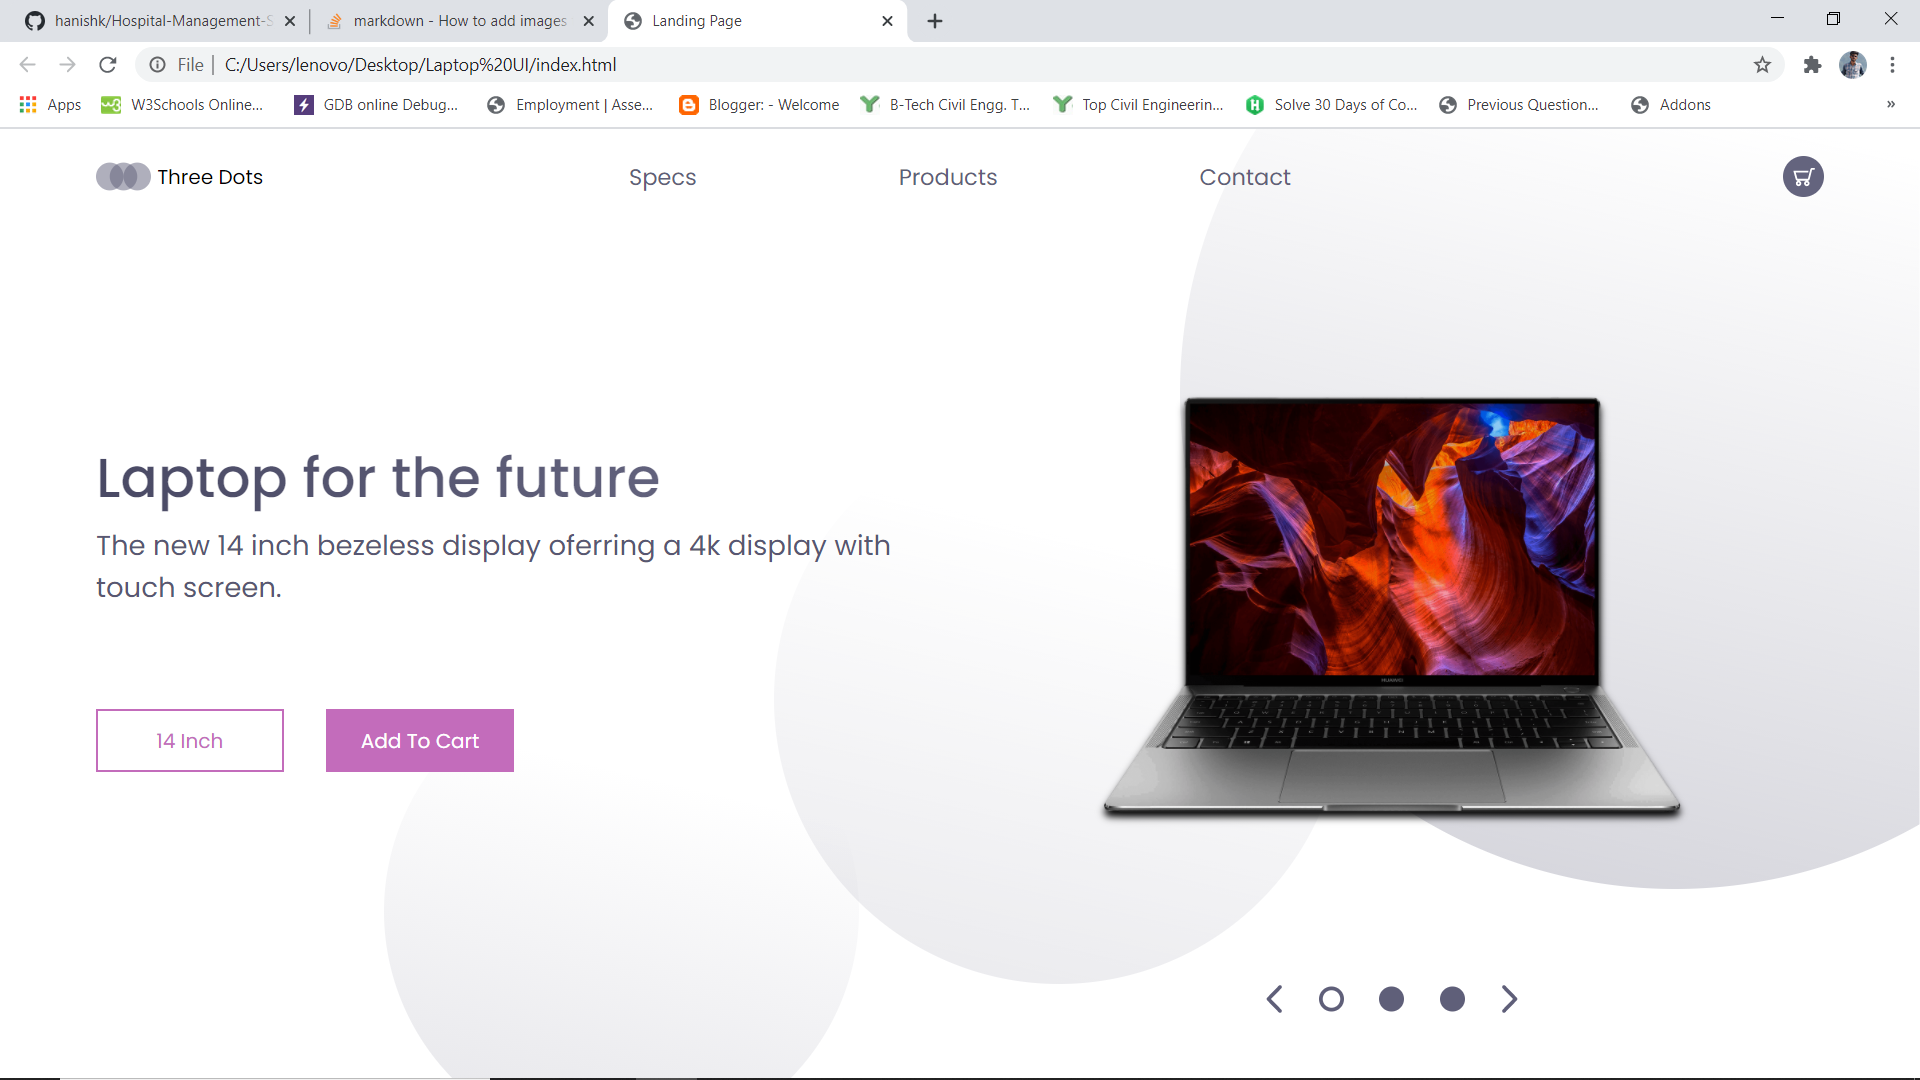 hanishk/Hospital-Management-S
markdown - How to add images
Landing Page
File | C:/Users/lenovo/Desktop/Laptop%20UI/index.html
Apps
W3Schools Online...
GDB online Debug...
Employment | Asse...
Blogger: - Welcome
B-Tech Civil Engg. T...
Top Civil Engineerin...
Solve 30 Days of Co...
Previous Question...
Addons
»
Three Dots
Specs
Products
Contact
Laptop for the future
The new 14 inch bezeless display oferring a 4k display with
touch screen.
14 Inch
Add To Cart
HUAWEI